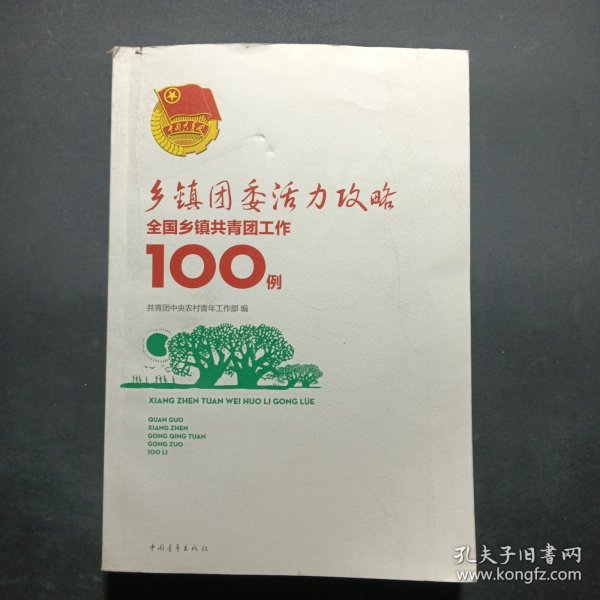 中国共青团
乡镇团委活力攻略
全国乡镇共青团工作
100例
共青团中央农村青年工作部 编
XIANG ZHEN TUAN WEI HUO LI GONG LÜE
QUAN GUO
XIANG ZHEN
GONG QING TUAN
GONG ZUO
100 LI
中国青年出版社
孔夫子旧书网
www.kongfz.com